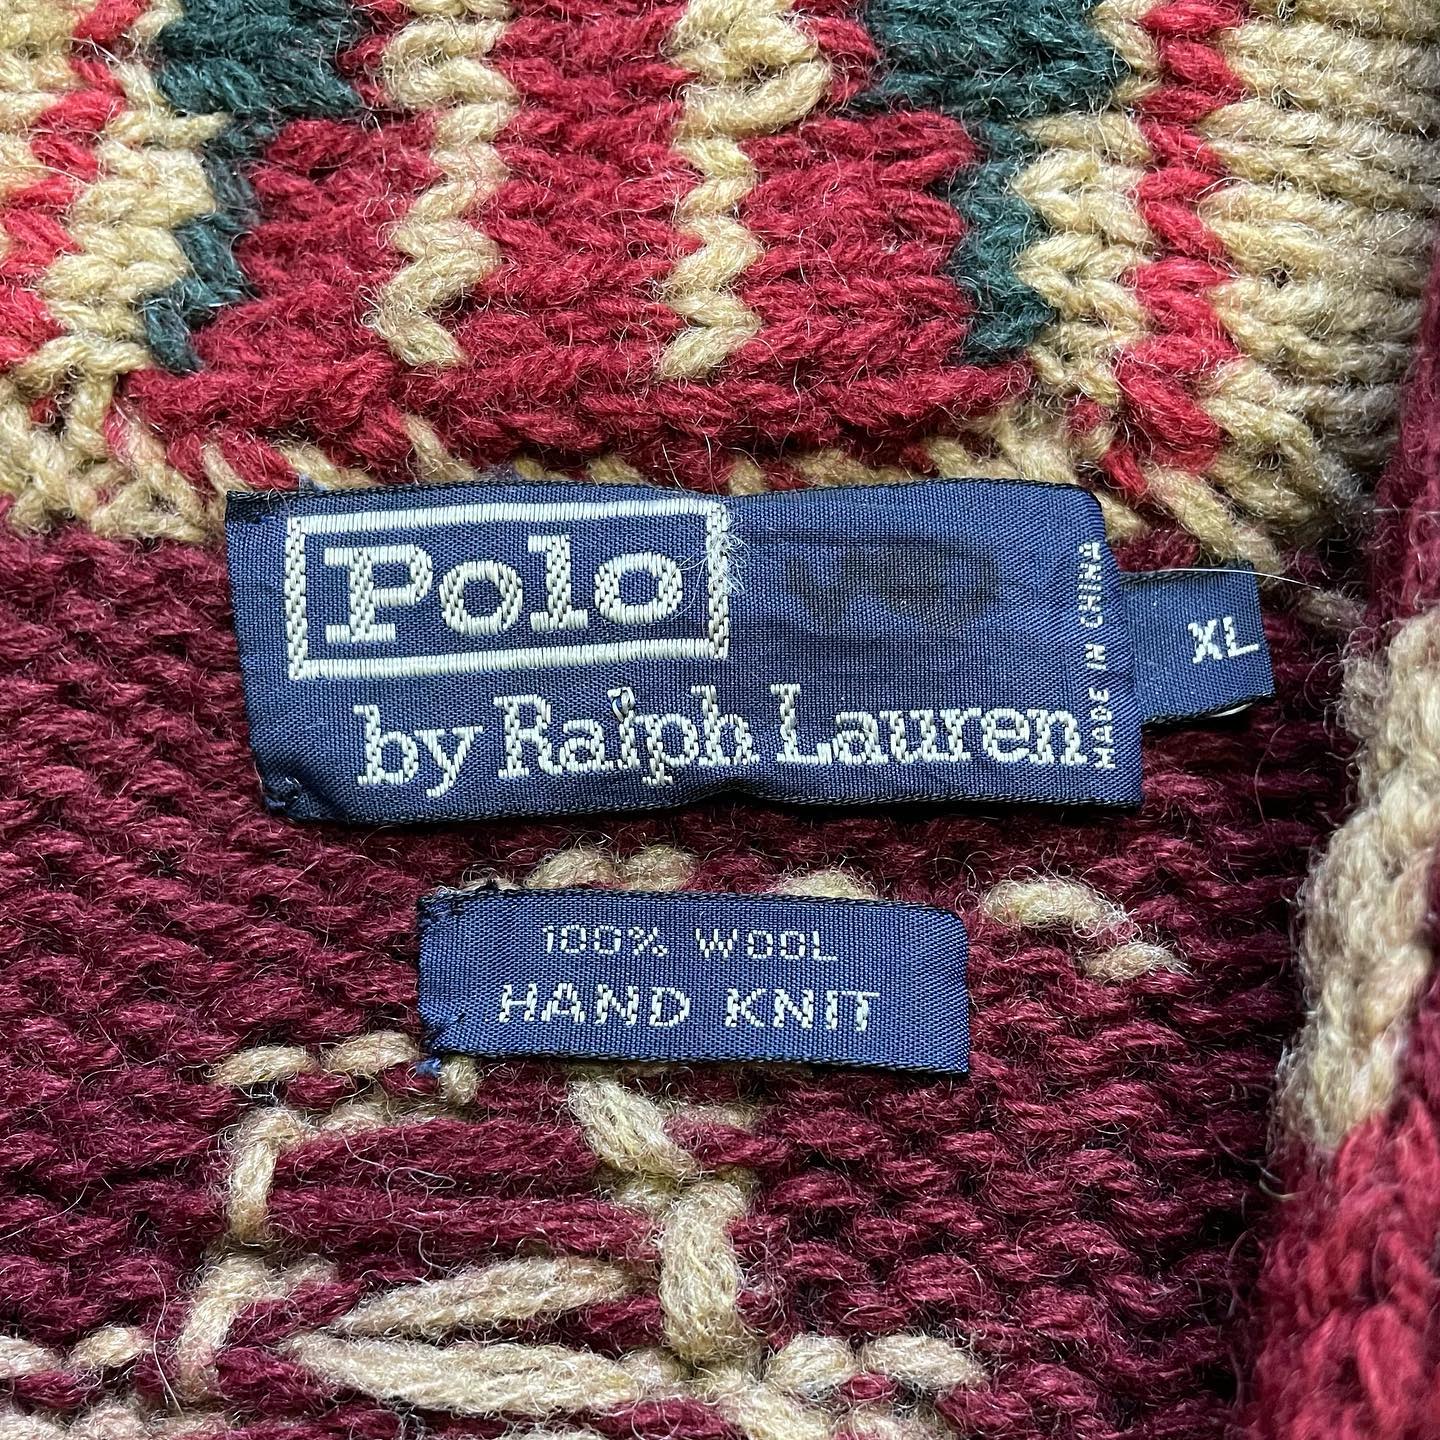 Polo
by Ralph Lauren
MADE IN CHINA
XL
100% WOOL
HAND KNIT